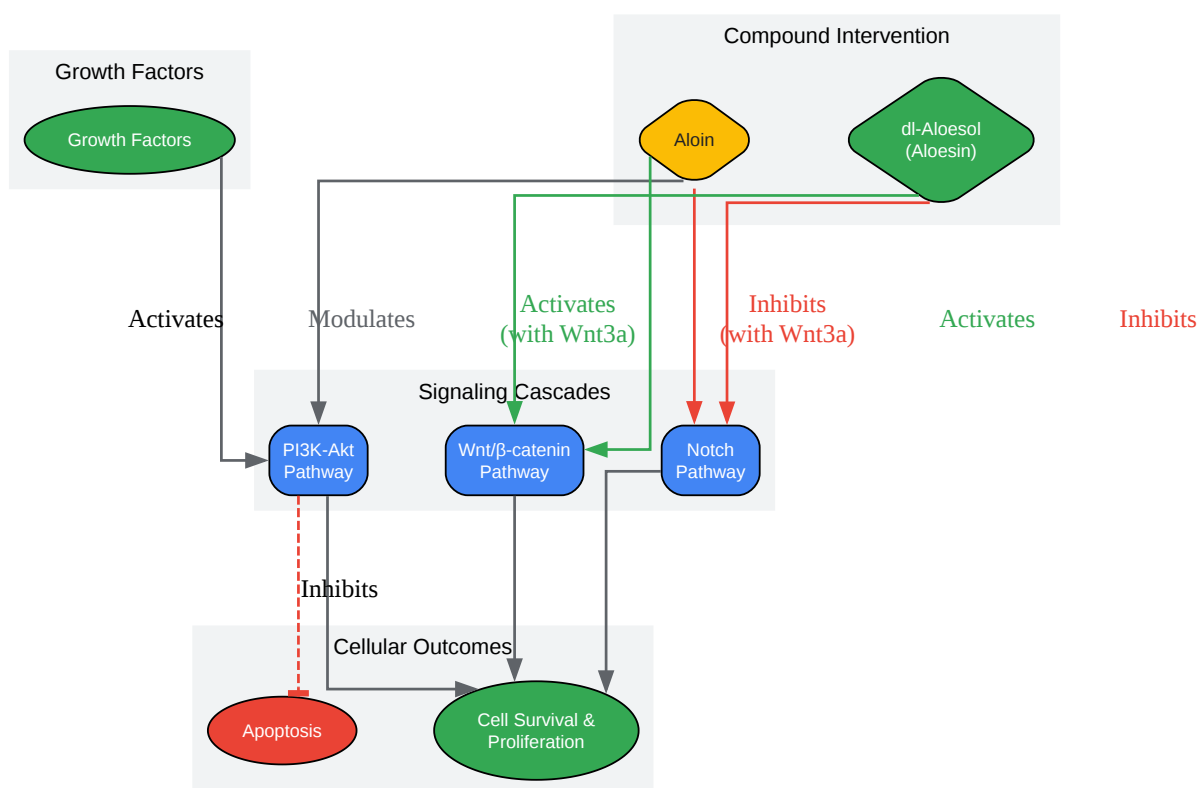 Compound Intervention
Growth Factors
Growth Factors
Aloin
dl-Aloesol
(Aloesin)
Activates
Modulates
Activates
(with Wnt3a)
Inhibits
(with Wnt3a)
Activates
Inhibits
Signaling Cascades
PI3K-Akt
Pathway
Wnt/β-catenin
Pathway
Notch
Pathway
Inhibits
Cellular Outcomes
Apoptosis
Cell Survival &
Proliferation